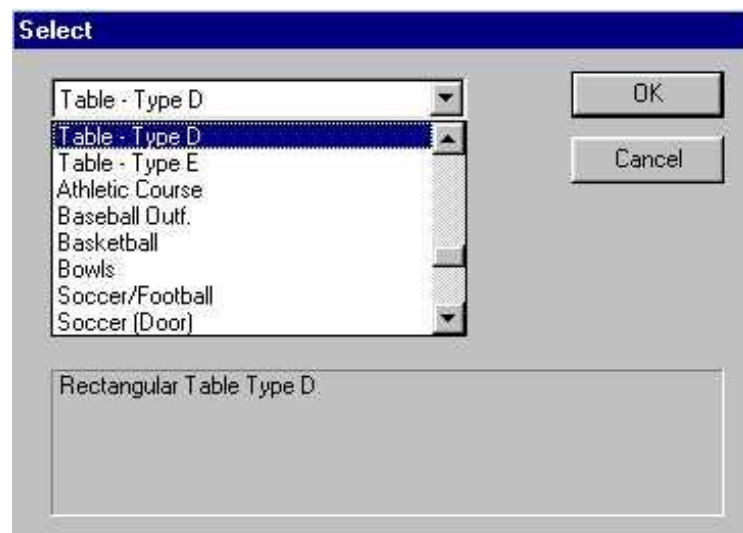 Select
Table - Type D
OK
Table - Type D
Table - Type E
Cancel
Athletic Course
Baseball Outf.
Basketball
Bowls
Soccer/Football
Soccer (Door)
Rectangular Table Type D